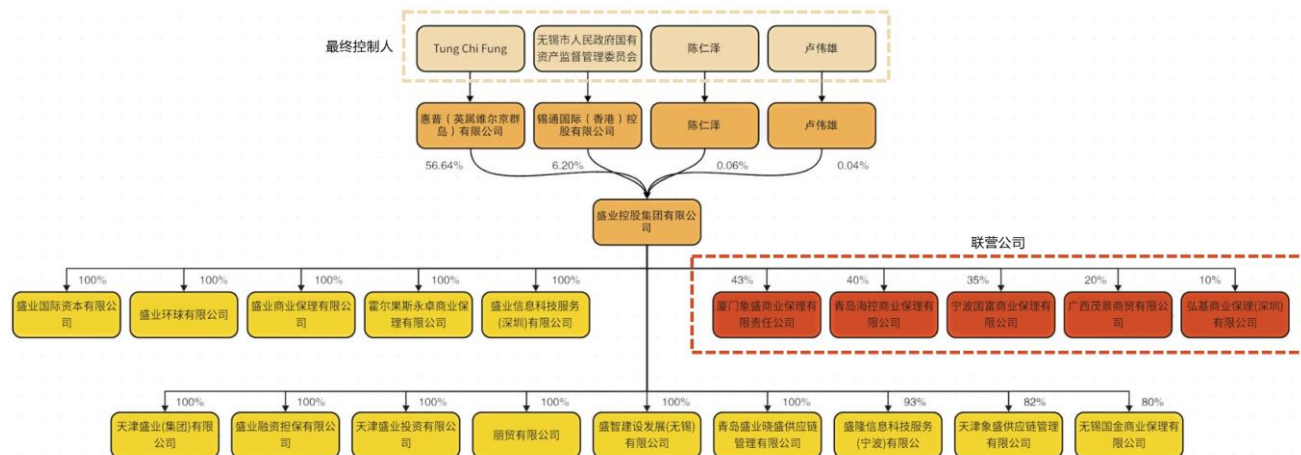 最终控制人
Tung Chi Fung
无锡市人民政府国有
资产监督管理委员会
陈仁泽
卢伟雄
惠普（英属维尔京群
岛）有限公司
锡通国际（香港）控
股有限公司
陈仁泽
卢伟雄
56.64%
6.20%
0.06%
0.04%
盛业控股集团有限公
司
联营公司
100%
100%
100%
100%
100%
43%
40%
35%
20%
10%
盛业国际资本有限公
司
盛业环球有限公司
盛业商业保理有限公
司
霍尔果斯永卓商业保
理有限公司
盛业信息科技服务
(深圳)有限公司
厦门象盛商业保理有
限责任公司
青岛海控商业保理有
限公司
宁波国富商业保理有
限公司
广西茂景商贸有限公
司
弘基商业保理(深圳)
有限公司
100%
100%
100%
100%
100%
100%
93%
82%
80%
天津盛业(集团)有限
公司
盛业融资担保有限公
司
天津盛业投资有限公
司
丽贸有限公司
盛智建设发展(无锡)
有限公司
青岛盛业晓盛供应链
管理有限公司
盛隆信息科技服务
(宁波)有限公
天津象盛供应链管理
有限公司
无锡国金商业保理有
限公司